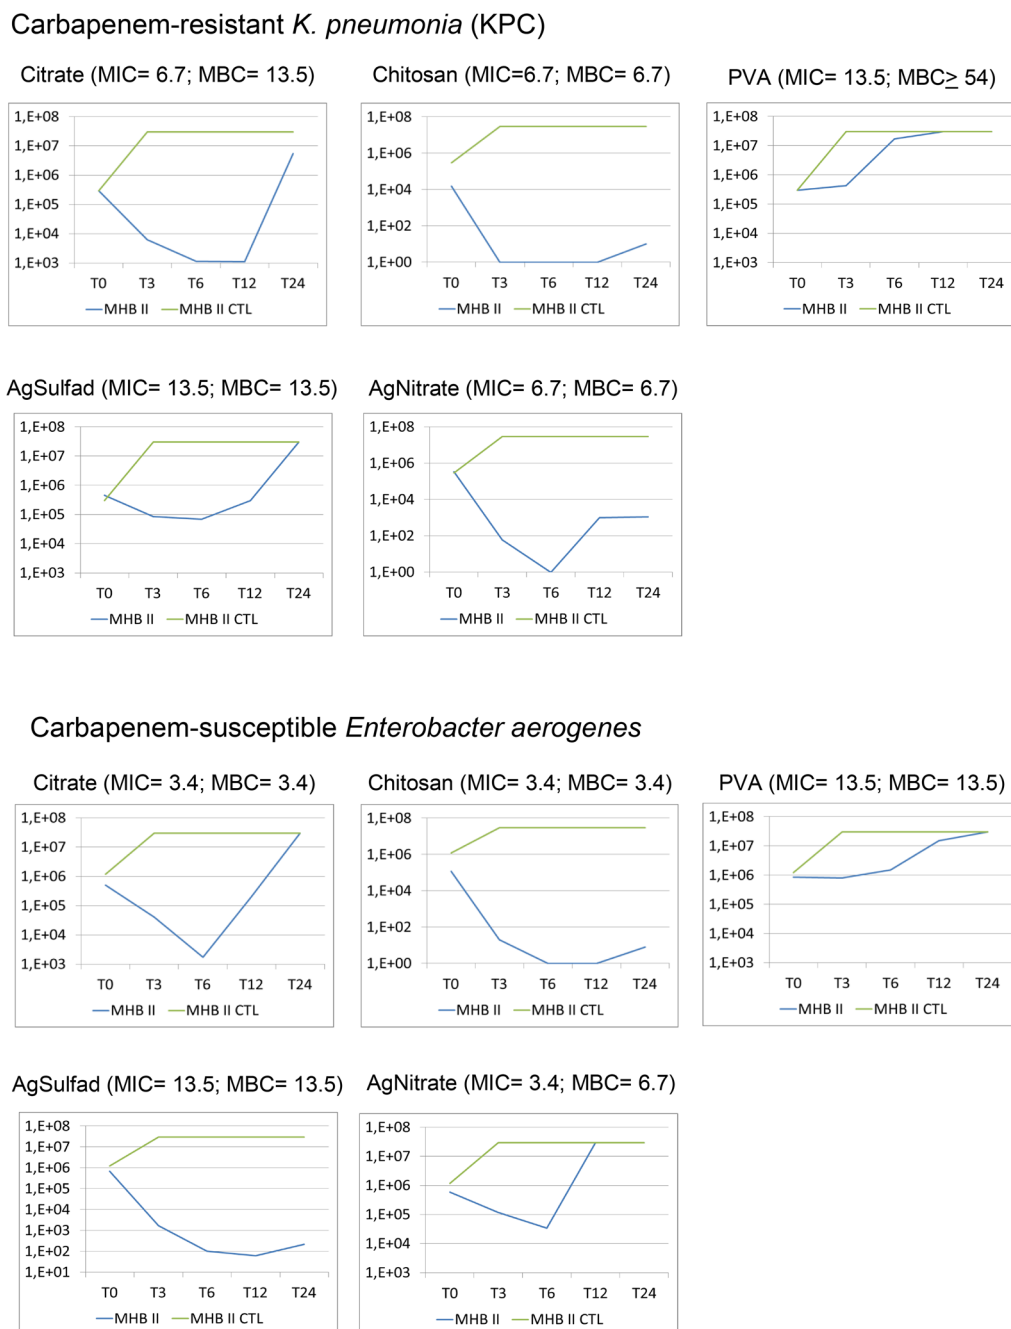 Carbapenem-resistant K. pneumonia (KPC)
Citrate (MIC= 6.7; MBC= 13.5)
1,E+08
1,E+07
1,E+06
1,E+05
1,E+04
1,E+03
T0 T3 T6 T12 T24
MHB II MHB II CTL
Chitosan (MIC=6.7; MBC= 6.7)
1,E+08
1,E+06
1,E+04
1,E+02
1,E+00
T0 T3 T6 T12 T24
MHB II MHB II CTL
PVA (MIC= 13.5; MBC≥ 54)
1,E+08
1,E+07
1,E+06
1,E+05
1,E+04
1,E+03
T0 T3 T6 T12 T24
MHB II MHB II CTL
AgSulfad (MIC= 13.5; MBC= 13.5)
1,E+08
1,E+07
1,E+06
1,E+05
1,E+04
1,E+03
T0 T3 T6 T12 T24
MHB II MHB II CTL
AgNitrate (MIC= 6.7; MBC= 6.7)
1,E+08
1,E+06
1,E+04
1,E+02
1,E+00
T0 T3 T6 T12 T24
MHB II MHB II CTL
Carbapenem-susceptible Enterobacter aerogenes
Citrate (MIC= 3.4; MBC= 3.4)
1,E+08
1,E+07
1,E+06
1,E+05
1,E+04
1,E+03
T0 T3 T6 T12 T24
MHB II MHB II CTL
Chitosan (MIC= 3.4; MBC= 3.4)
1,E+08
1,E+06
1,E+04
1,E+02
1,E+00
T0 T3 T6 T12 T24
MHB II MHB II CTL
PVA (MIC= 13.5; MBC= 13.5)
1,E+08
1,E+07
1,E+06
1,E+05
1,E+04
1,E+03
T0 T3 T6 T12 T24
MHB II MHB II CTL
AgSulfad (MIC= 13.5; MBC= 13.5)
1,E+08
1,E+07
1,E+06
1,E+05
1,E+04
1,E+03
1,E+02
1,E+01
T0 T3 T6 T12 T24
MHB II MHB II CTL
AgNitrate (MIC= 3.4; MBC= 6.7)
1,E+08
1,E+07
1,E+06
1,E+05
1,E+04
1,E+03
T0 T3 T6 T12 T24
MHB II MHB II CTL